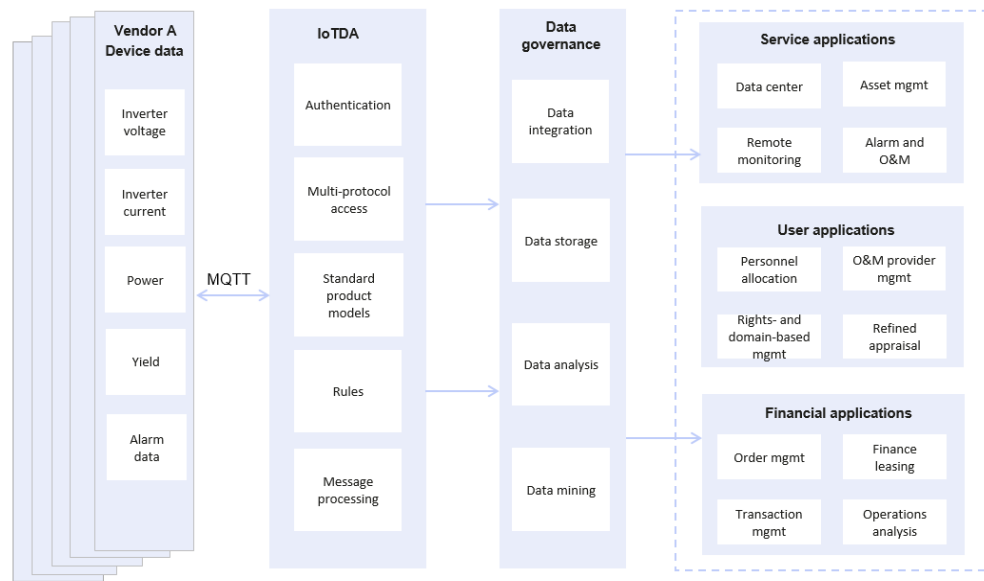 Vendor A
Device data
Inverter
voltage
Inverter
current
Power
Yield
Alarm
data
MQTT
IoTDA
Authentication
Multi-protocol
access
Standard
product
models
Rules
Message
processing
Data
governance
Data
integration
Data storage
Data analysis
Data mining
Service applications
Data center
Asset mgmt
Remote
monitoring
Alarm and
O&M
User applications
Personnel
allocation
O&M provider
mgmt
Rights- and
domain-based
mgmt
Refined
appraisal
Financial applications
Order mgmt
Finance
leasing
Transaction
mgmt
Operations
analysis